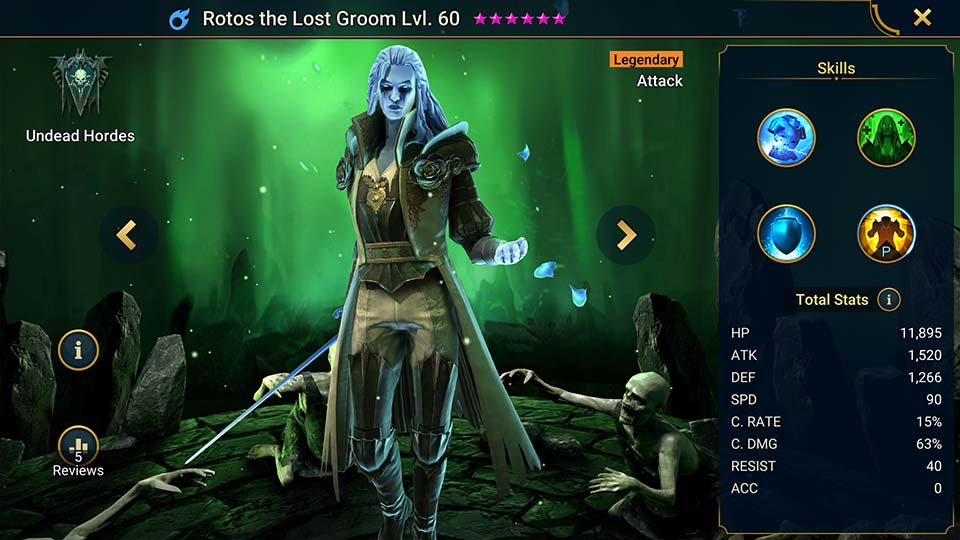 Rotos the Lost Groom Lvl. 60
Legendary
Attack
Undead Hordes
5
Reviews
Skills
P
Total Stats i
HP 11,895
ATK 1,520
DEF 1,266
SPD 90
C. RATE 15%
C. DMG 63%
RESIST 40
ACC 0